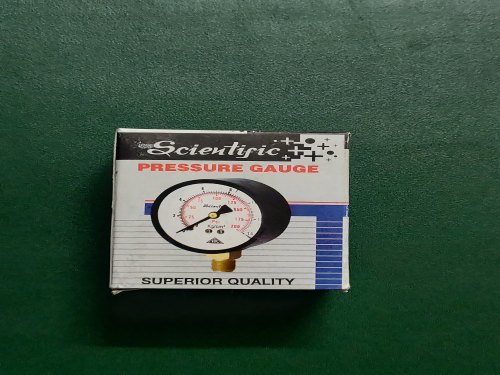 Scientific
PRESSURE GAUGE
SUPERIOR QUALITY